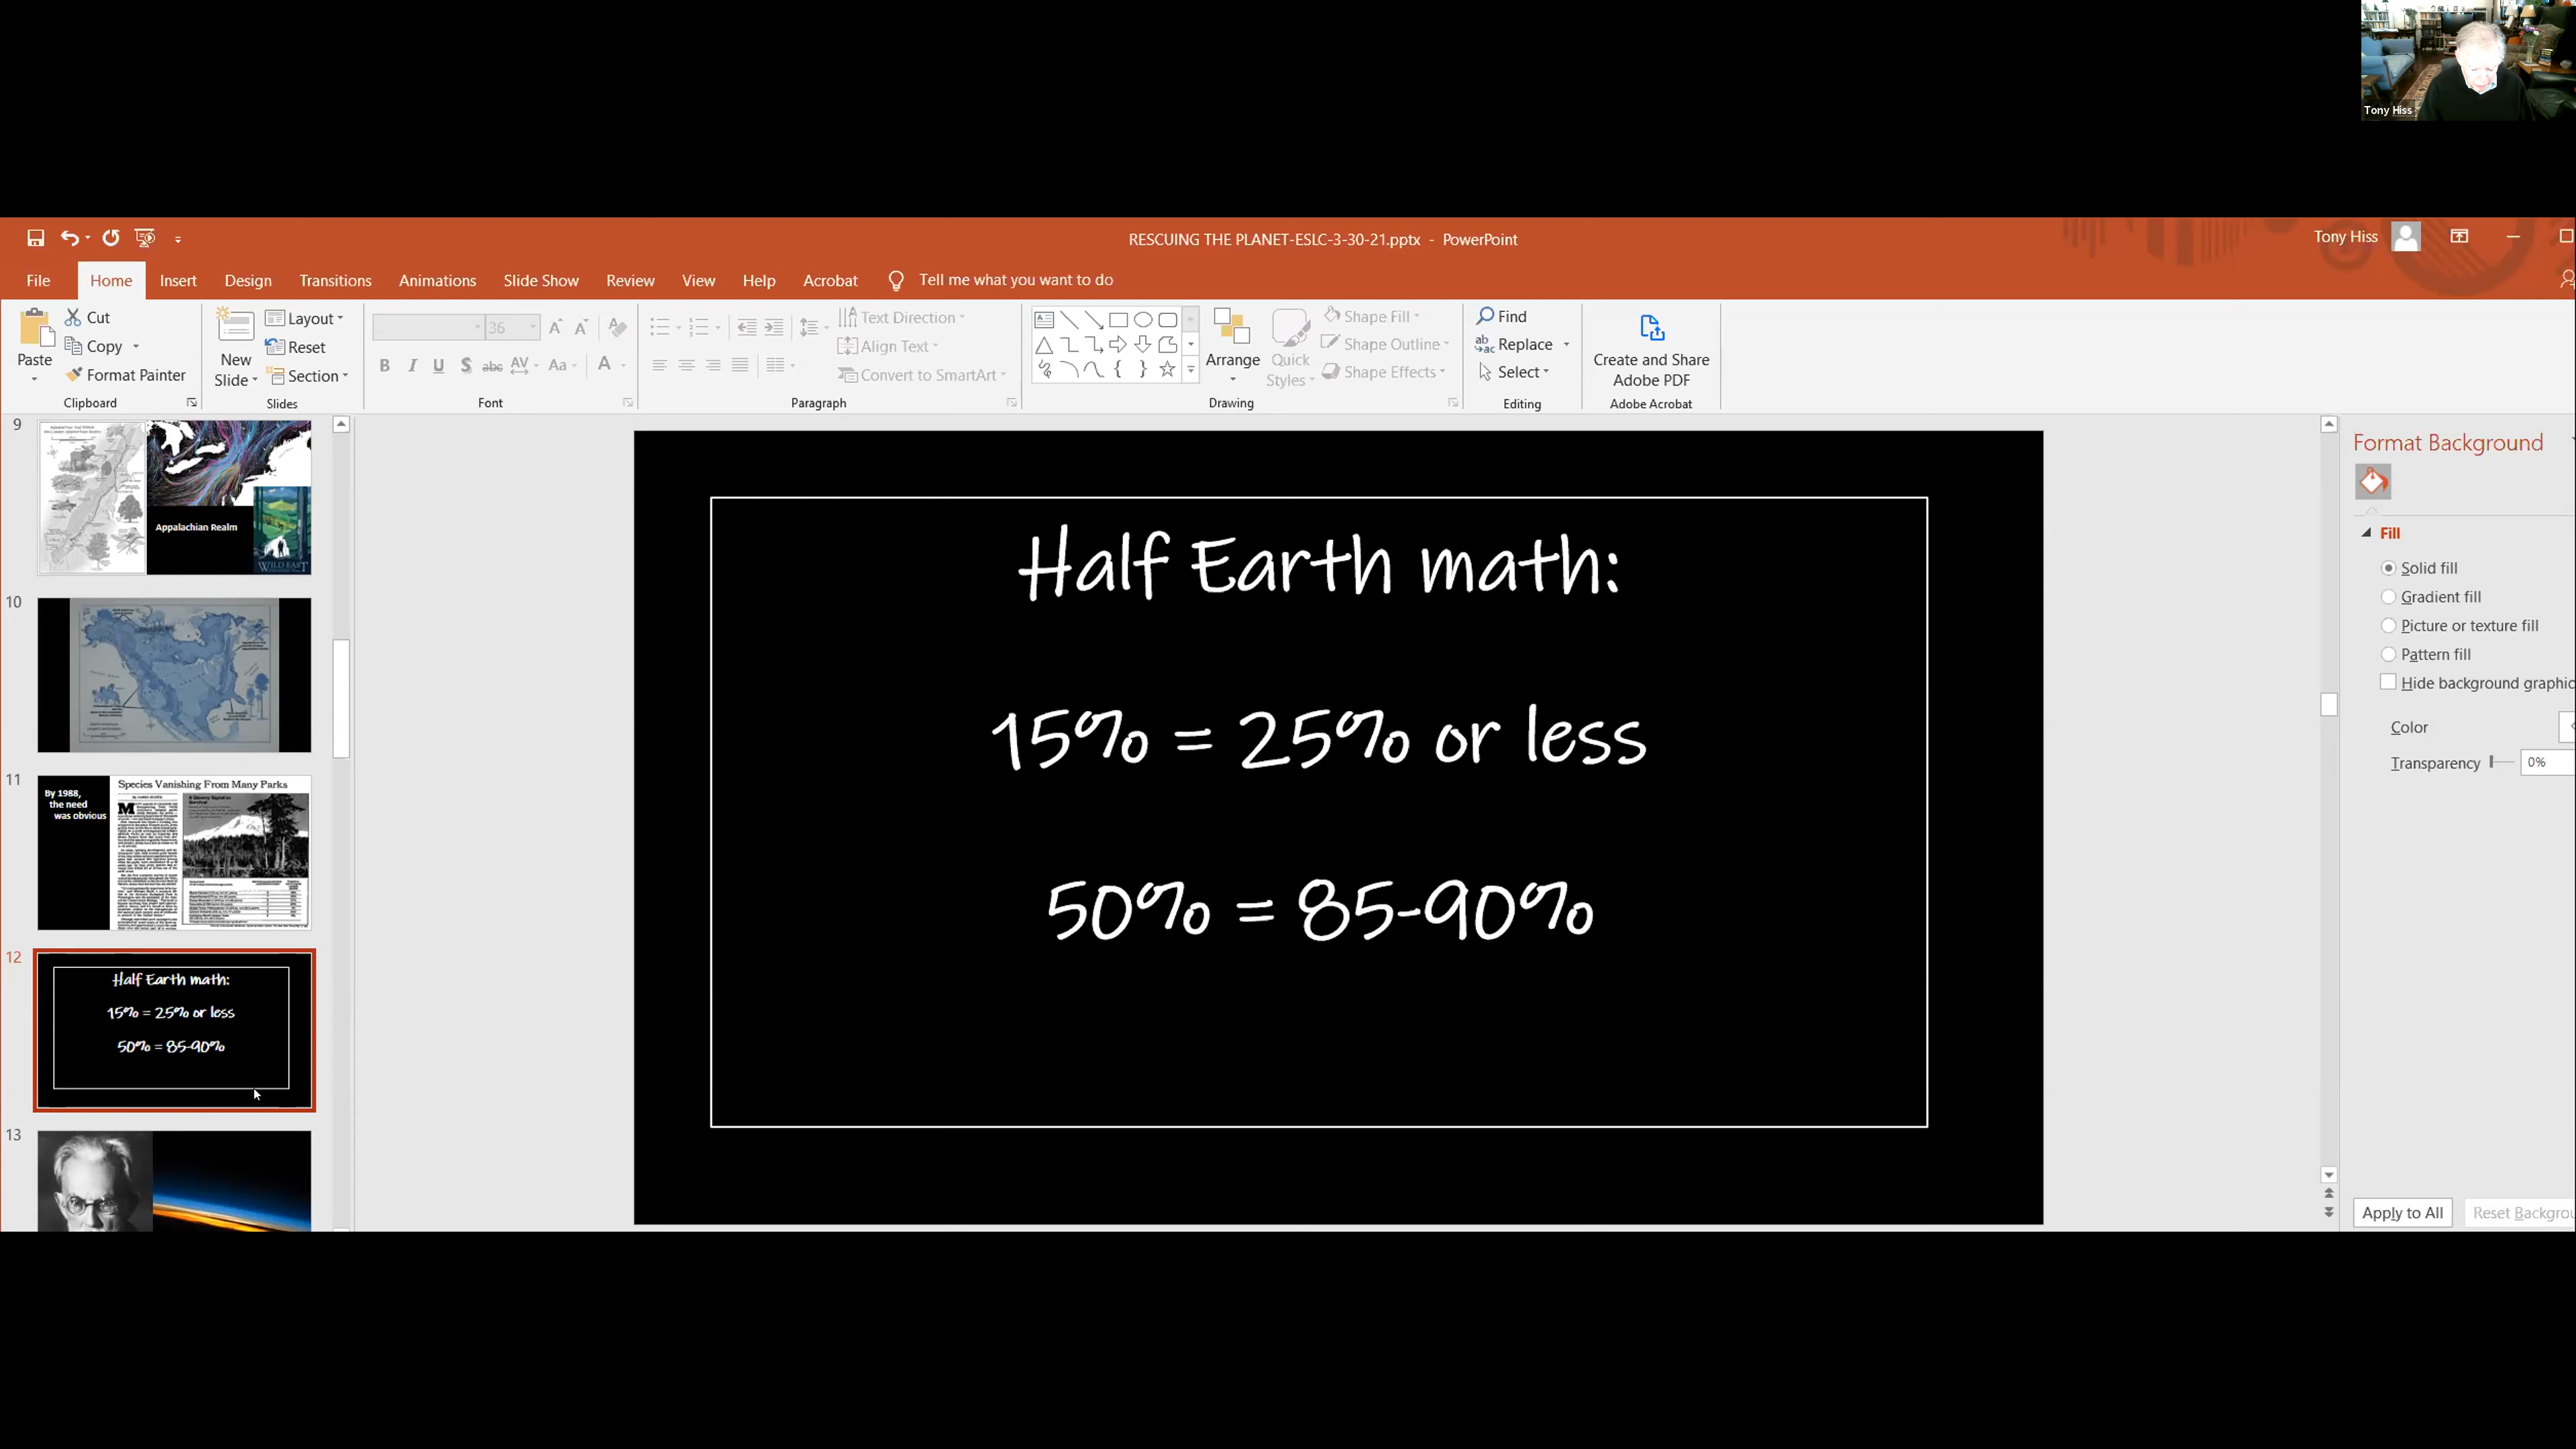 Tony Hiss
RESCUING THE PLANET-ESLC-3-30-21.pptx - PowerPoint
Tony Hiss
File
Home
Insert
Design
Transitions
Animations
Slide Show
Review
View
Help
Acrobat
Tell me what you want to do
Paste
Cut
Copy
Format Painter
Clipboard
New
Slide
Layout
Reset
Section
Slides
36
Font
Text Direction
Align Text
Convert to SmartArt
Paragraph
Arrange
Quick
Styles
Shape Fill
Shape Outline
Shape Effects
Drawing
Find
Replace
Select
Editing
Create and Share
Adobe PDF
Adobe Acrobat
9
Appalachian Realm
WILD EAST
10
11
By 1988,
the need
was obvious
Species Vanishing From Many Parks
12
Half Earth math:
15% = 25% or less
50% = 85-90%
13
Half Earth math:
15% = 25% or less
50% = 85-90%
Format Background
Fill
Solid fill
Gradient fill
Picture or texture fill
Pattern fill
Hide background graphic
Color
Transparency
0%
Apply to All
Reset Backgrou